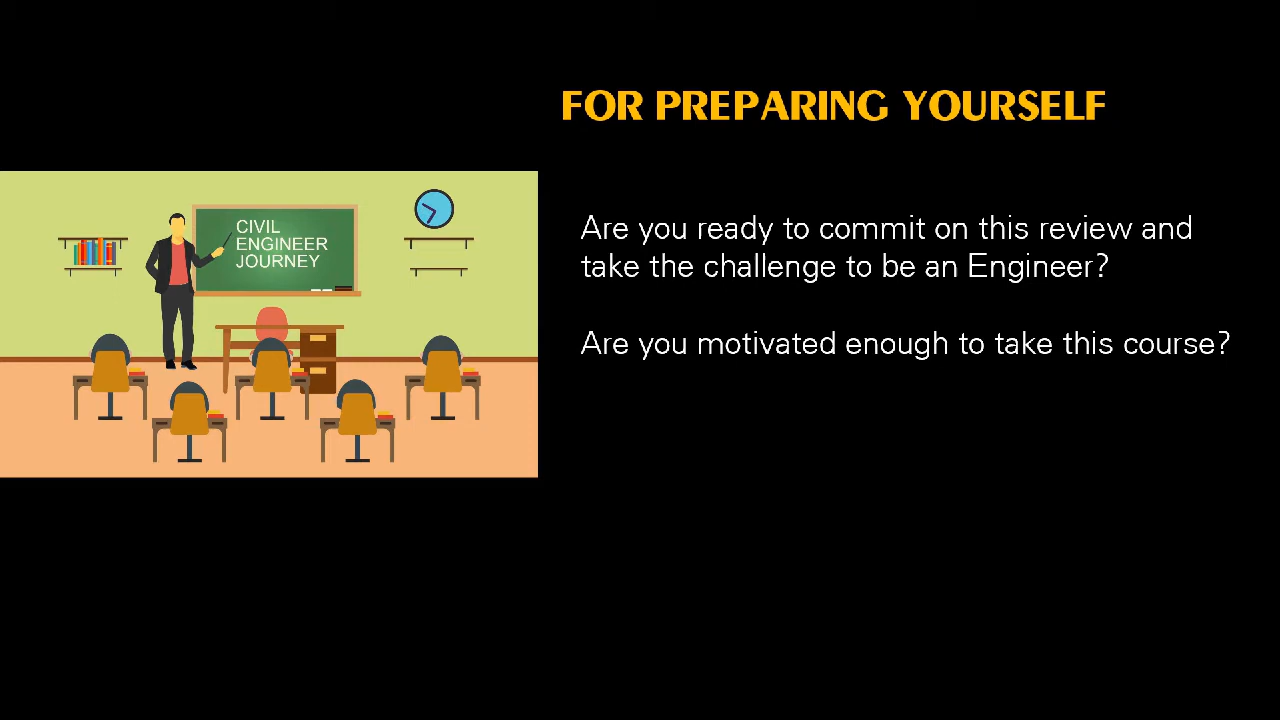 FOR PREPARING YOURSELF
CIVIL
ENGINEER
JOURNEY
Are you ready to commit on this review and
take the challenge to be an Engineer?
Are you motivated enough to take this course?